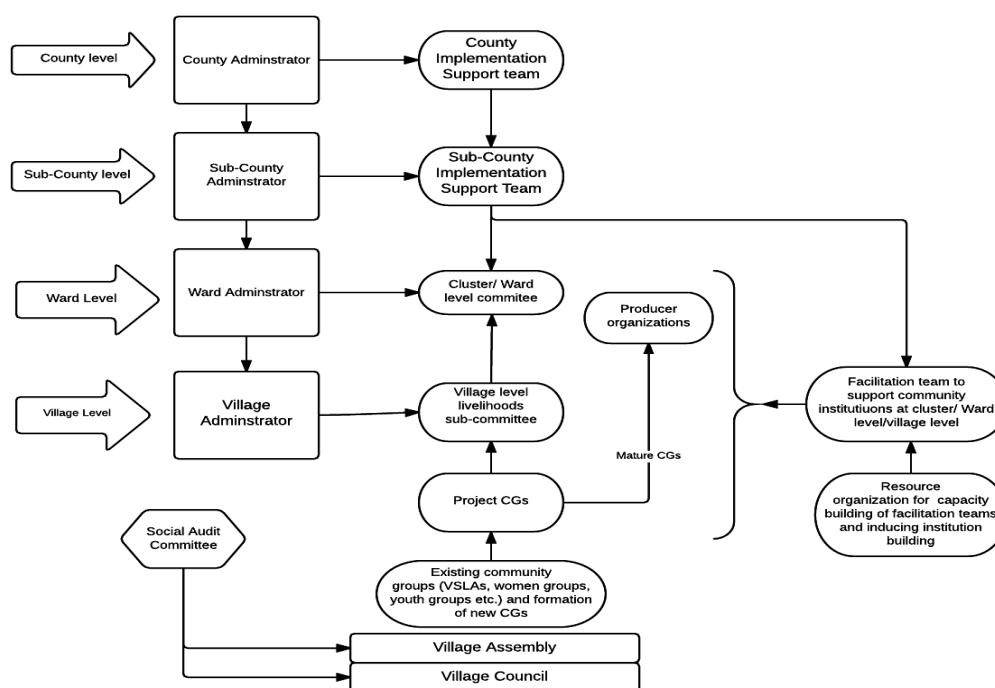 County level
County Adminstrator
County
Implementation
Support team
Sub-County level
Sub-County
Adminstrator
Sub-County
Implementation
Support Team
Ward Level
Ward Adminstrator
Cluster/ Ward
level commitee
Producer
organizations
Village Level
Village
Adminstrator
Village level
livelihoods
sub-committee
Facilitation team to
support community
institutiuons at cluster/ Ward
level/village level
Mature CGs
Project CGs
Resource
organization for capacity
building of facilitation teams
and inducing institution
building
Social Audit
Committee
Existing community
groups (VSLAs, women groups,
youth groups etc.) and formation
of new CGs
Village Assembly
Village Council